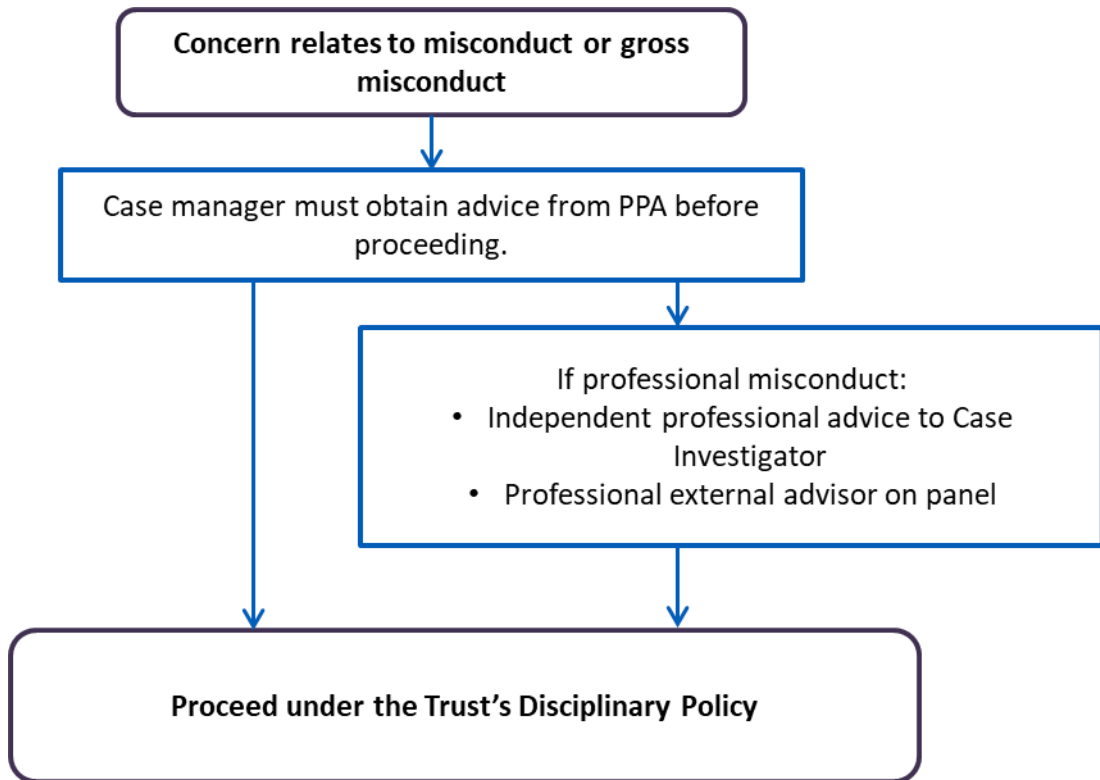 Concern relates to misconduct or gross
misconduct
Case manager must obtain advice from PPA before
proceeding.
If professional misconduct:
• Independent professional advice to Case
Investigator
• Professional external advisor on panel
Proceed under the Trust’s Disciplinary Policy